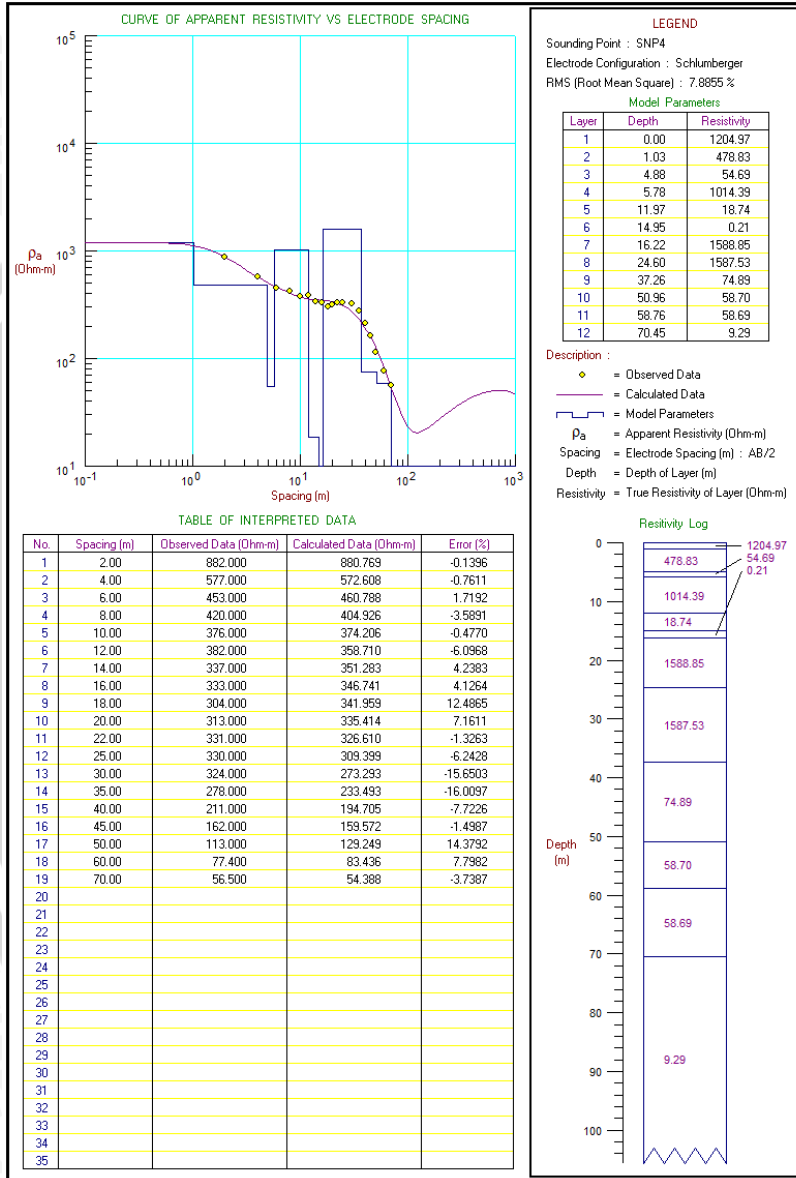 CURVE OF APPARENT RESISTIVITY VS ELECTRODE SPACING
10^5
10^4
10^3
10^2
10^1
ρa
(Ohm-m)
10^-1 10^0 10^1 10^2 10^3
Spacing (m)
TABLE OF INTERPRETED DATA
No. Spacing (m) Observed Data (Ohm-m) Calculated Data (Ohm-m) Error (%)
1 2.00 882.000 880.769 -0.1396
2 4.00 577.000 572.608 -0.7611
3 6.00 453.000 460.788 1.7192
4 8.00 420.000 404.926 -3.5891
5 10.00 376.000 374.206 -0.4770
6 12.00 382.000 358.710 -6.0968
7 14.00 337.000 351.283 4.2383
8 16.00 333.000 346.741 4.1264
9 18.00 304.000 341.959 12.4865
10 20.00 313.000 335.414 7.1611
11 22.00 331.000 326.610 -1.3263
12 25.00 330.000 309.399 -6.2428
13 30.00 324.000 273.293 -15.6503
14 35.00 278.000 233.493 -16.0097
15 40.00 211.000 194.705 -7.7226
16 45.00 162.000 159.572 -1.4987
17 50.00 113.000 129.249 14.3792
18 60.00 77.400 83.436 7.7982
19 70.00 56.500 54.388 -3.7387
20
21
22
23
24
25
26
27
28
29
30
31
32
33
34
35
LEGEND
Sounding Point : SNP4
Electrode Configuration : Schlumberger
RMS (Root Mean Square) : 7.8855 %
Model Parameters
Layer Depth Resistivity
1 0.00 1204.97
2 1.03 478.83
3 4.88 54.69
4 5.78 1014.39
5 11.97 18.74
6 14.95 0.21
7 16.22 1588.85
8 24.60 1587.53
9 37.26 74.89
10 50.96 58.70
11 58.76 58.69
12 70.45 9.29
Description :
= Observed Data
= Calculated Data
= Model Parameters
ρa = Apparent Resistivity (Ohm-m)
Spacing = Electrode Spacing (m) : AB/2
Depth = Depth of Layer (m)
Resistivity = True Resistivity of Layer (Ohm-m)
Resitivity Log
0
10
20
30
40
50
60
70
80
90
100
Depth
(m)
1204.97
478.83
54.69
0.21
1014.39
18.74
1588.85
1587.53
74.89
58.70
58.69
9.29